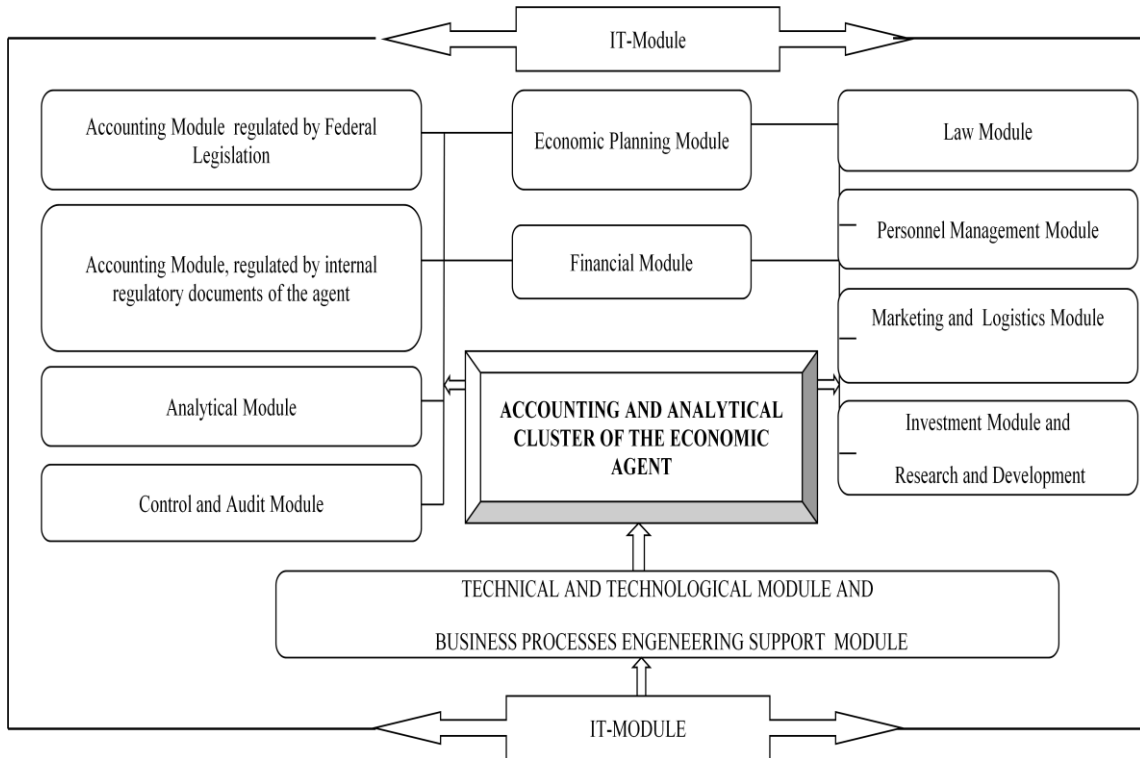 IT-Module
Accounting Module regulated by Federal
Legislation
Economic Planning Module
Law Module
Accounting Module, regulated by internal
regulatory documents of the agent
Financial Module
Personnel Management Module
Marketing and Logistics Module
Analytical Module
ACCOUNTING AND ANALYTICAL
CLUSTER OF THE ECONOMIC
AGENT
Investment Module and
Research and Development
Control and Audit Module
TECHNICAL AND TECHNOLOGICAL MODULE AND
BUSINESS PROCESSES ENGENEERING SUPPORT MODULE
IT-MODULE